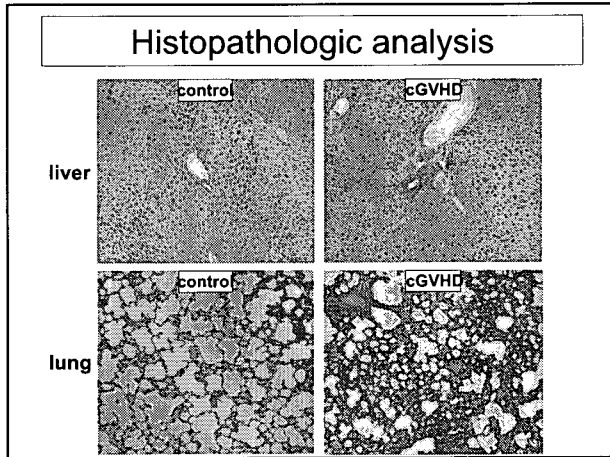 Histopathologic analysis
control
cGVHD
liver
control
cGVHD
lung